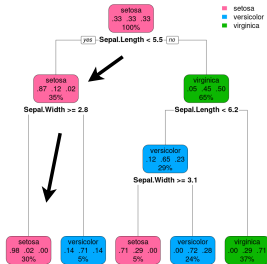 setosa
versicolor
virginica
setosa
.33 .33 .33
100%
yes Sepal.Length < 5.5 no
setosa
.87 .12 .02
35%
Sepal.Width >= 2.8
virginica
.05 .45 .50
65%
Sepal.Length < 6.2
versicolor
.12 .65 .23
29%
Sepal.Width >= 3.1
setosa
.98 .02 .00
30%
versicolor
.14 .71 .14
5%
setosa
.71 .29 .00
5%
versicolor
.00 .72 .28
24%
virginica
.00 .29 .71
37%